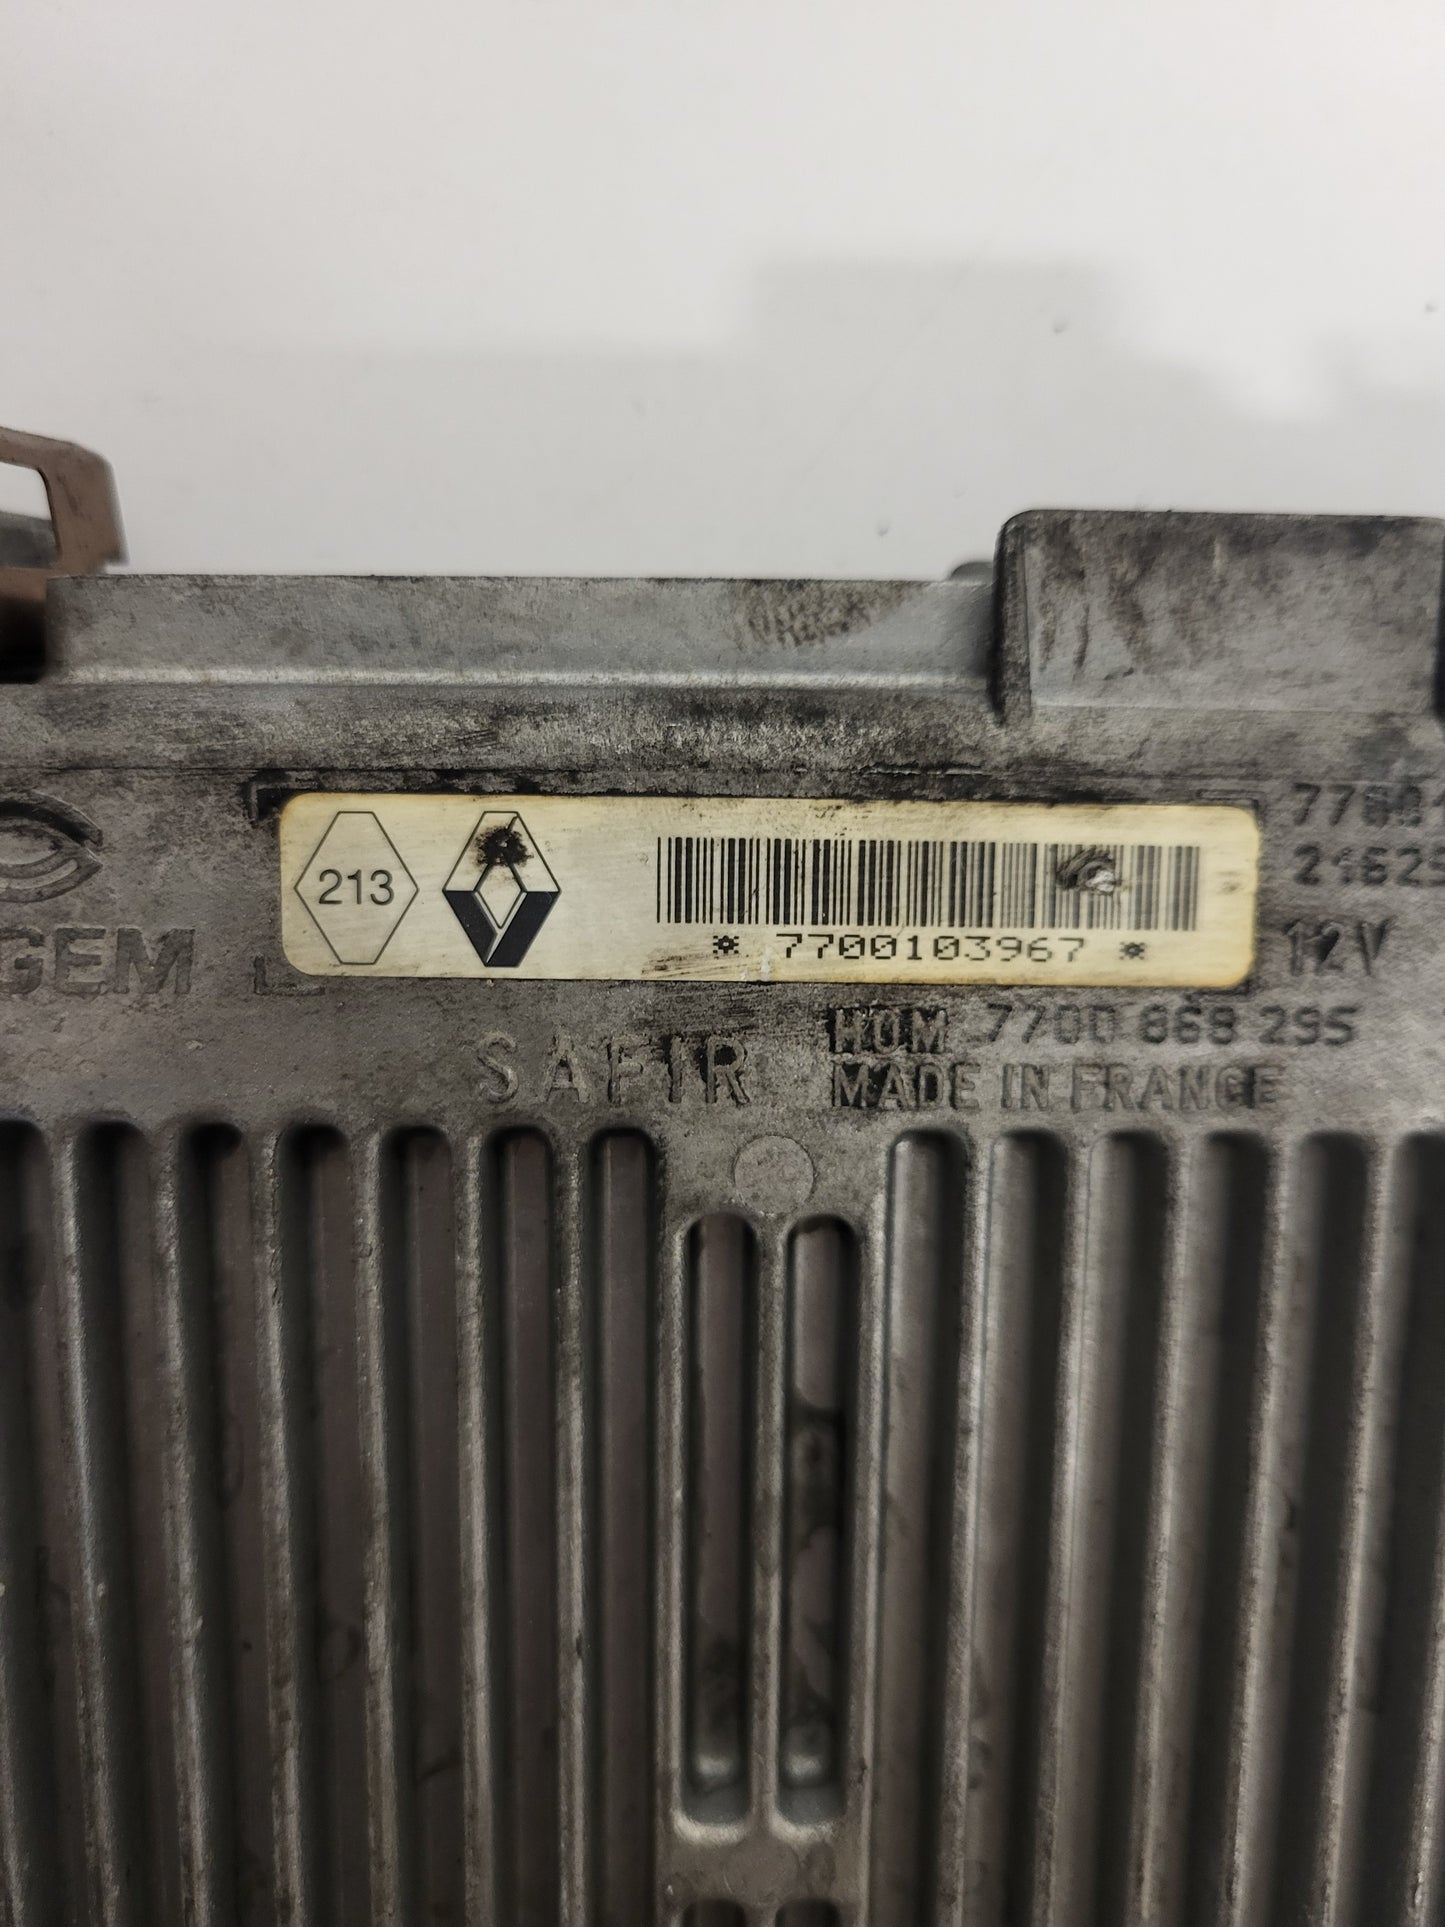 213
* 7700103967 *
12V
GEM
SAFIR
HOM 7700 868 295
MADE IN FRANCE